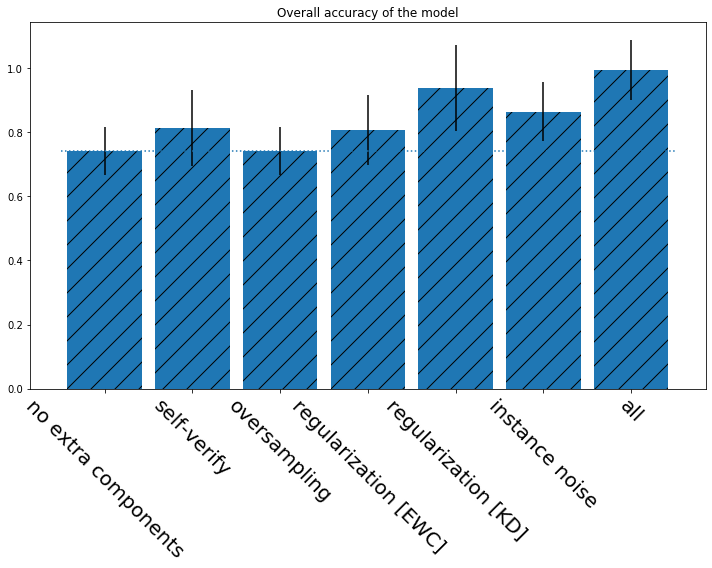 Overall accuracy of the model
1.0
0.8
0.6
0.4
0.2
0.0
no extra components
self-verify
oversampling
regularization [EWC]
regularization [KD]
instance noise
all